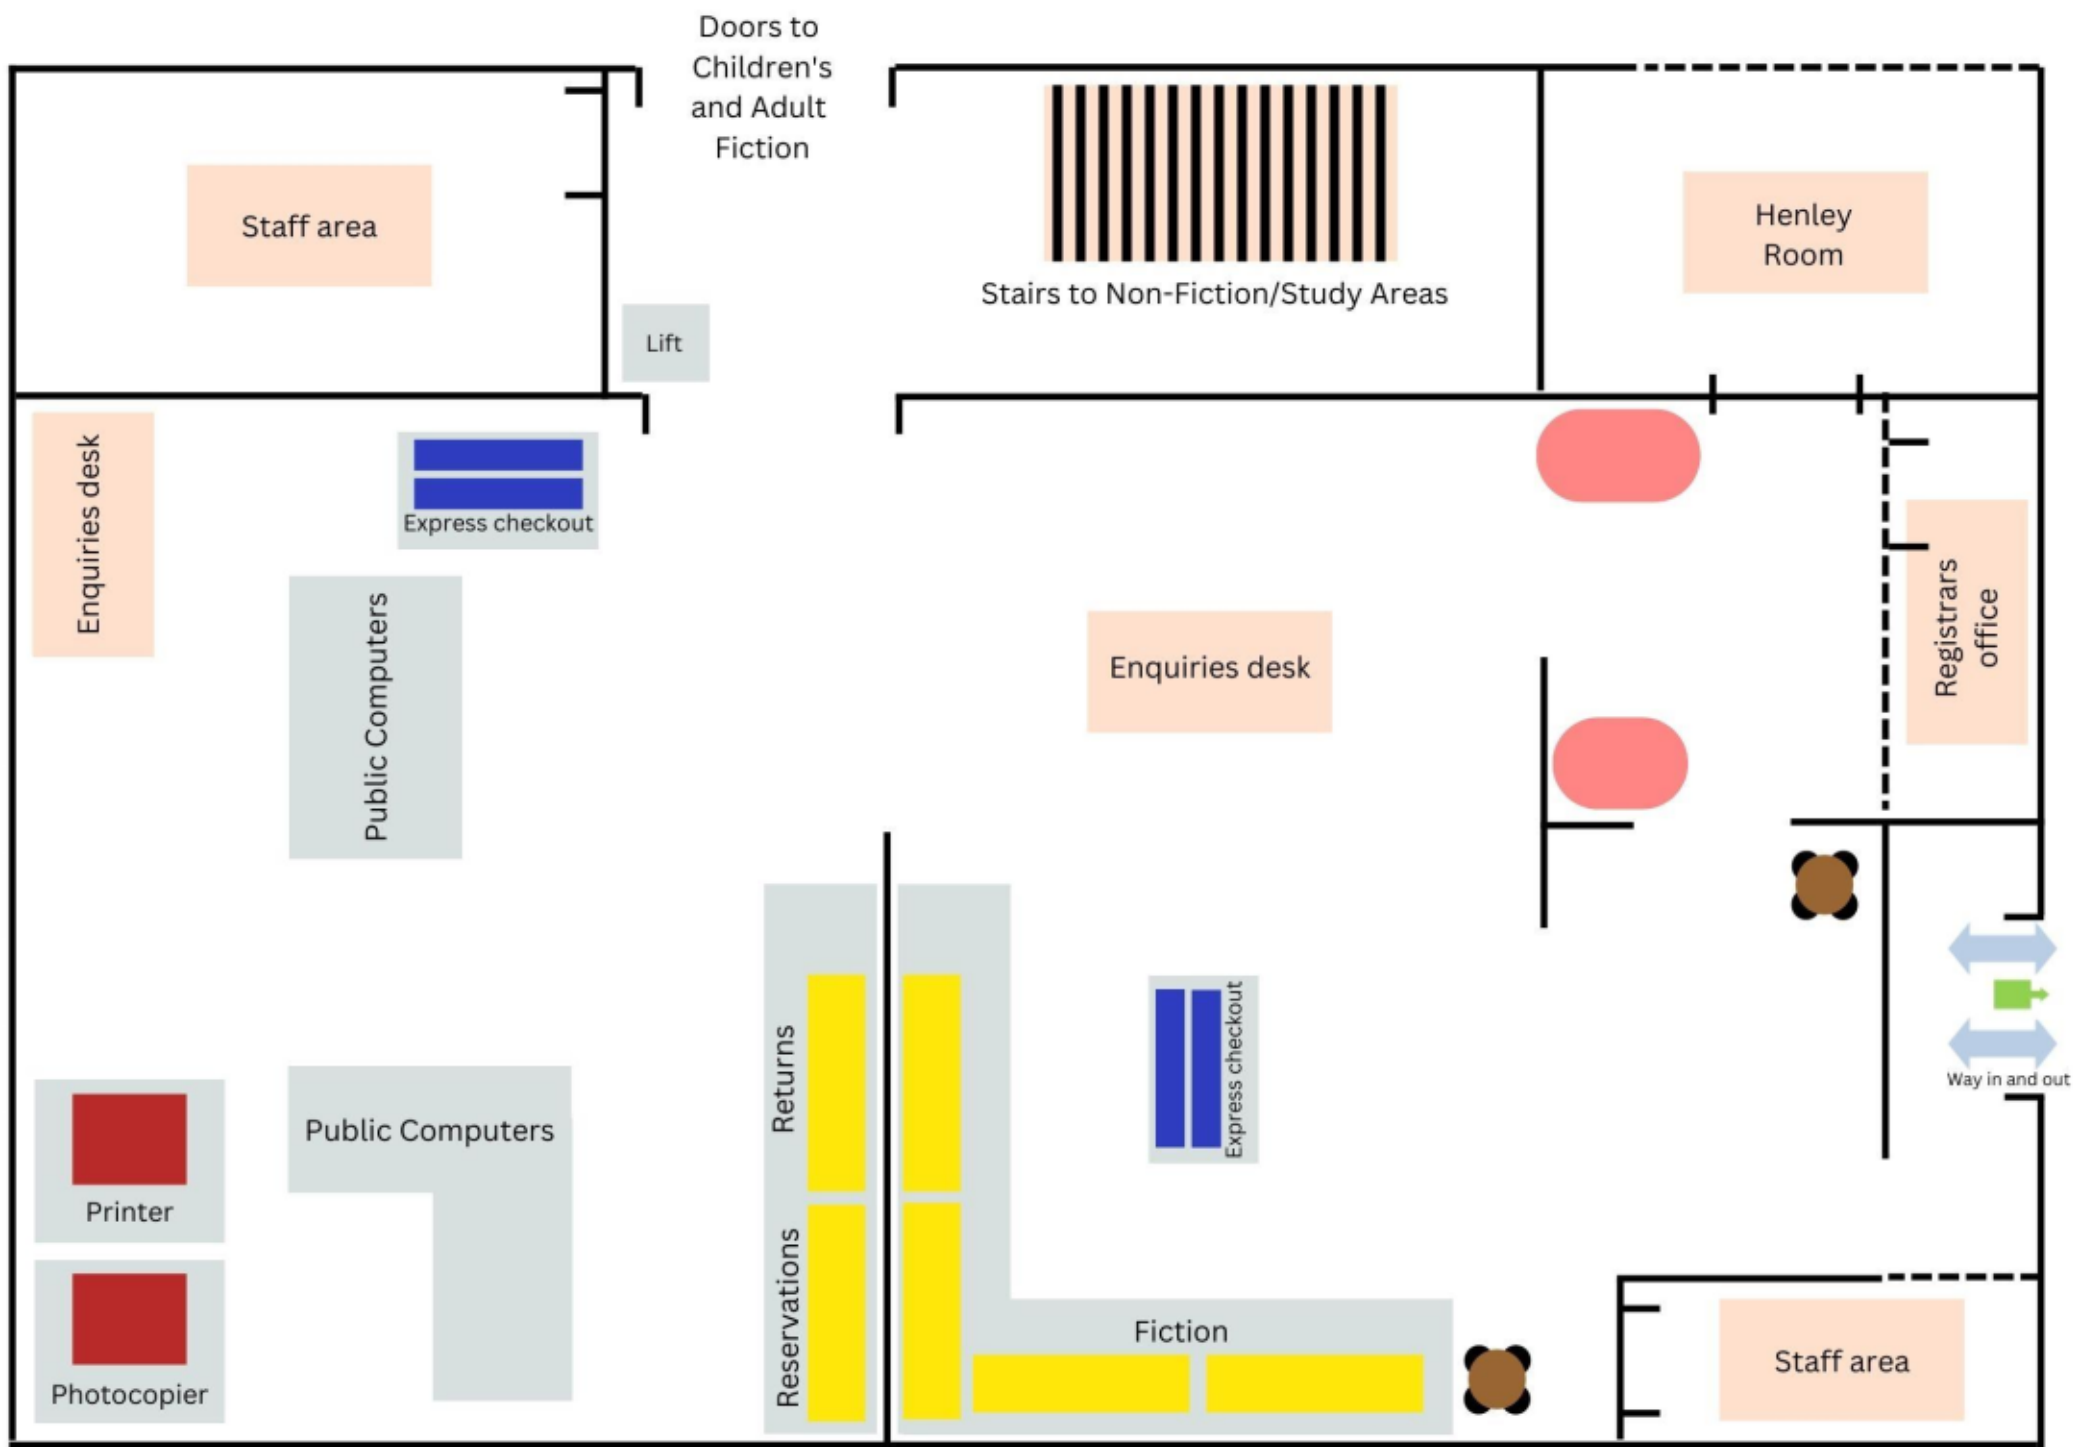 Doors to
Children's
and Adult
Fiction
Staff area
Henley
Room
Stairs to Non-Fiction/Study Areas
Lift
Enquiries desk
Express checkout
Public Computers
Enquiries desk
Registrars
office
Way in and out
Express checkout
Returns
Public Computers
Printer
Reservations
Fiction
Staff area
Photocopier